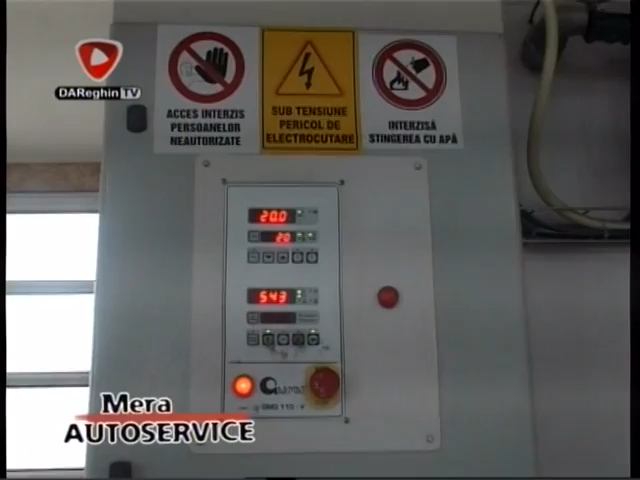 DAReghin TV
ACCES INTERZIS
PERSOANELOR
NEAUTORIZATE
SUB TENSIUNE
PERICOL DE
ELECTROCUTARE
INTERZISĂ
STINGEREA CU APĂ
20.0
20
543
Mera
AUTOSERVICE